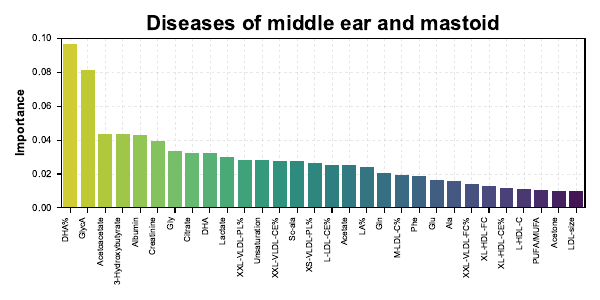 Diseases of middle ear and mastoid
Importance
0.10
0.08
0.06
0.04
0.02
0.00
DHA%
GlycA
Acetoacetate
3-Hydroxybutyrate
Albumin
Creatinine
Gly
Citrate
DHA
Lactate
XXL-VLDL-PL%
Unsaturation
XXL-VLDL-CE%
Sc-ala
XS-VLDL-PL%
L-LDL-CE%
Acetate
LA%
Gln
M-LDL-C%
Phe
Glu
Ala
XXL-VLDL-FC%
XL-HDL-FC
XL-HDL-CE%
L-HDL-C
PUFA/MUFA
Acetone
LDL-size